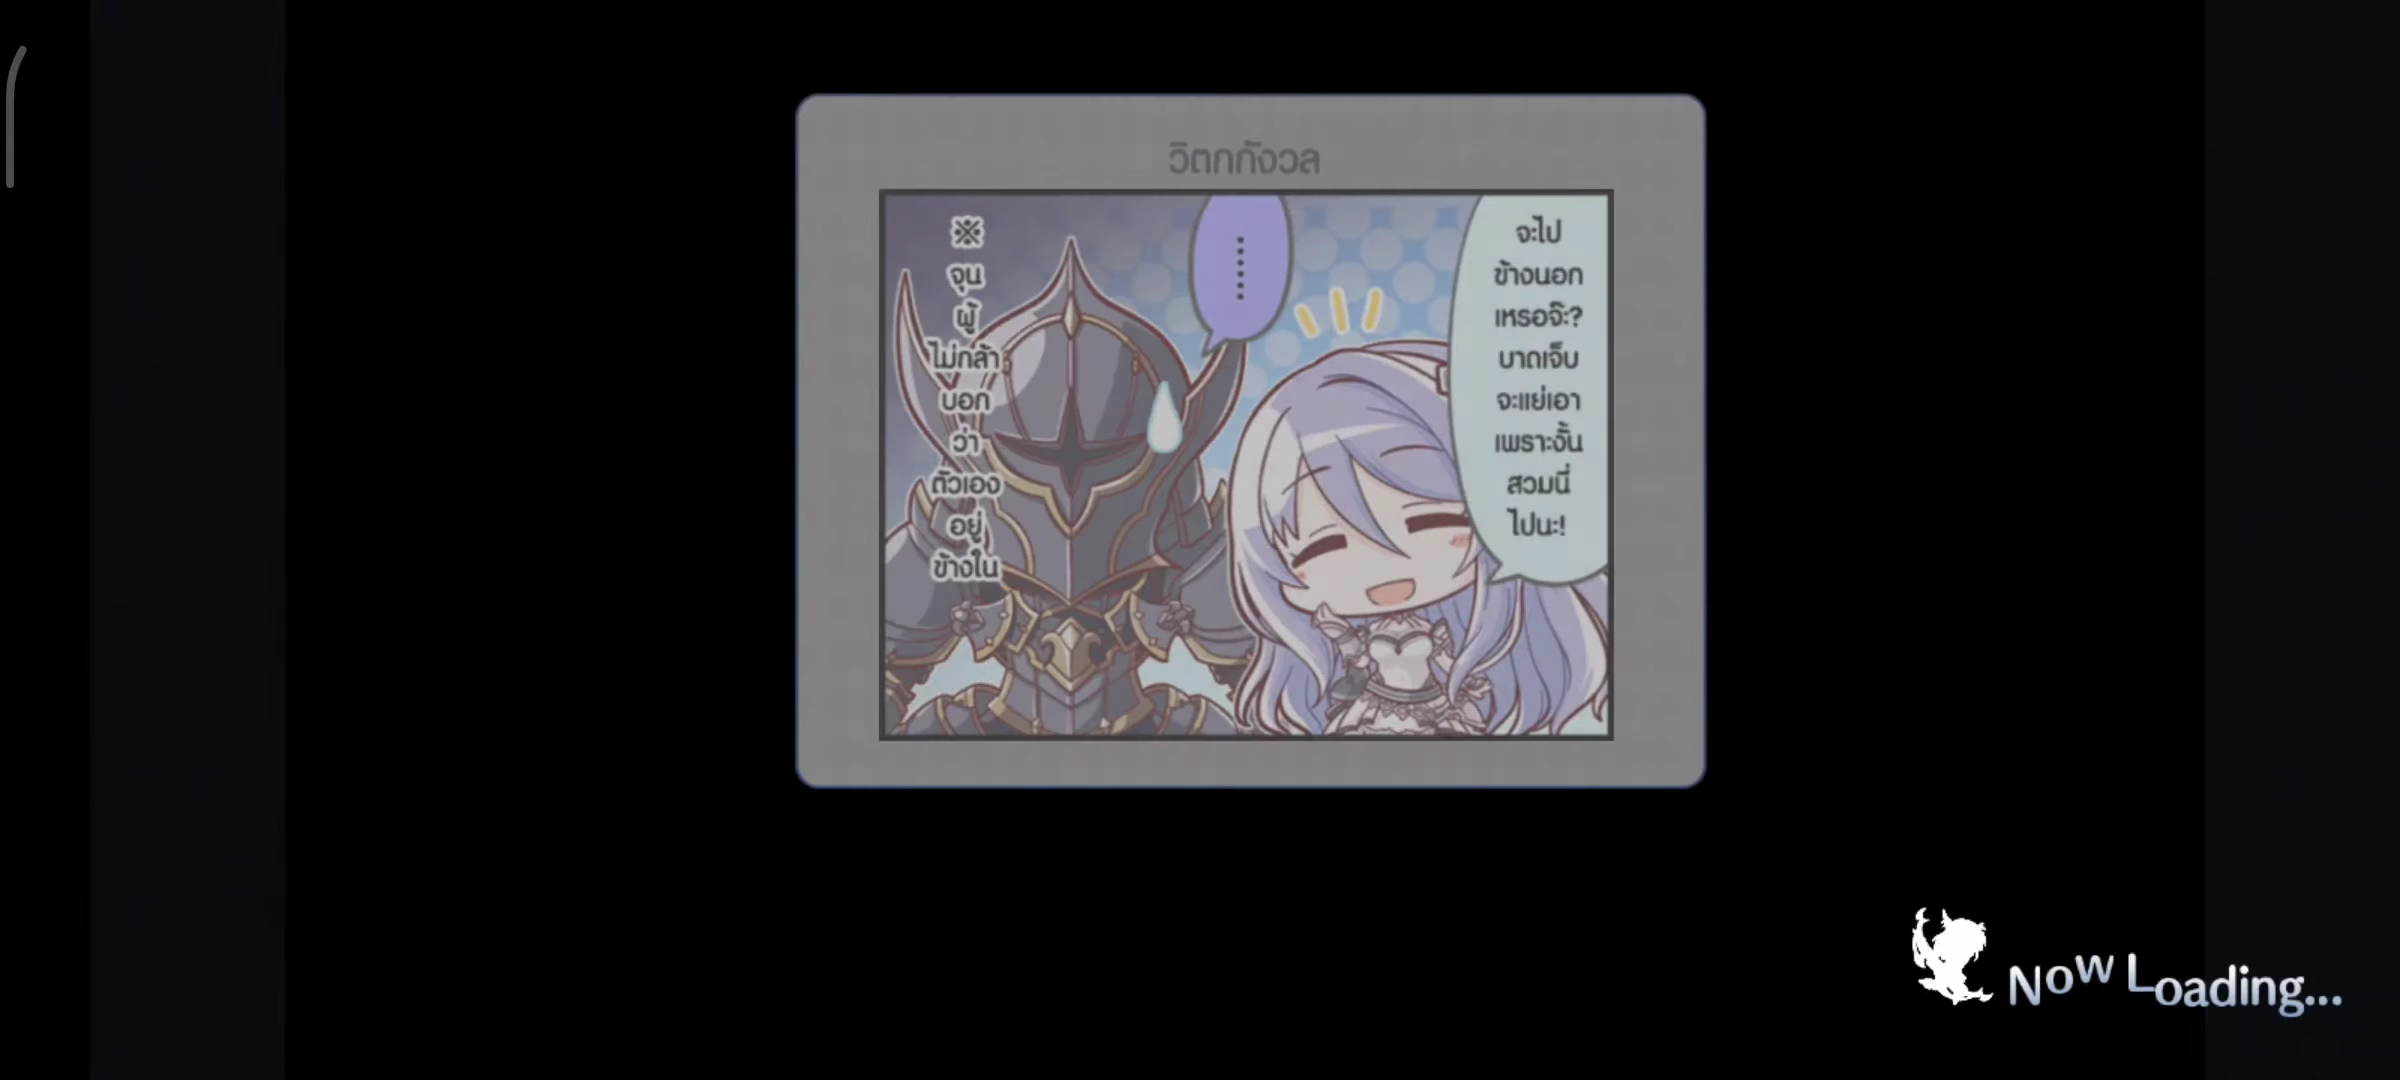 วิตกกังวล
จะไป
ข้างนอก
เหรอจ๊ะ?
บาดเจ็บ
จะแย่เอา
เพราะงั้น
สวมนี่
ไปนะ!
......
※
จุน
ผู้
ไม่กล้า
บอก
ว่า
ตัวเอง
อยู่
ข้างใน
Now Loading...